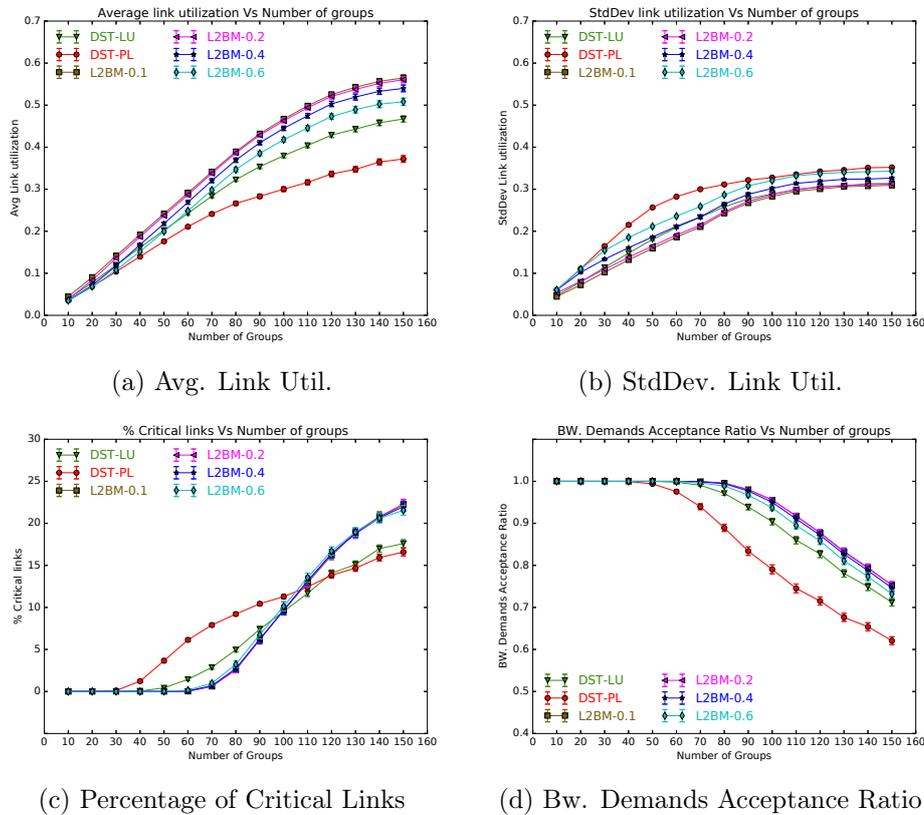 Average link utilization Vs Number of groups
DST-LU
DST-PL
L2BM-0.1
L2BM-0.2
L2BM-0.4
L2BM-0.6
Avg Link utilization
0.7
0.6
0.5
0.4
0.3
0.2
0.1
0.0
0 10 20 30 40 50 60 70 80 90 100 110 120 130 140 150 160
Number of Groups
(a) Avg. Link Util.
StdDev link utilization Vs Number of groups
DST-LU
DST-PL
L2BM-0.1
L2BM-0.2
L2BM-0.4
L2BM-0.6
StdDev Link utilization
0.7
0.6
0.5
0.4
0.3
0.2
0.1
0.0
0 10 20 30 40 50 60 70 80 90 100 110 120 130 140 150 160
Number of Groups
(b) StdDev. Link Util.
% Critical links Vs Number of groups
DST-LU
DST-PL
L2BM-0.1
L2BM-0.2
L2BM-0.4
L2BM-0.6
% Critical links
30
25
20
15
10
5
0
0 10 20 30 40 50 60 70 80 90 100 110 120 130 140 150 160
Number of Groups
(c) Percentage of Critical Links
BW. Demands Acceptance Ratio Vs Number of groups
BW. Demands Acceptance Ratio
1.0
0.9
0.8
0.7
0.6
0.5
0.4
DST-LU
DST-PL
L2BM-0.1
L2BM-0.2
L2BM-0.4
L2BM-0.6
0 10 20 30 40 50 60 70 80 90 100 110 120 130 140 150 160
Number of Groups
(d) Bw. Demands Acceptance Ratio